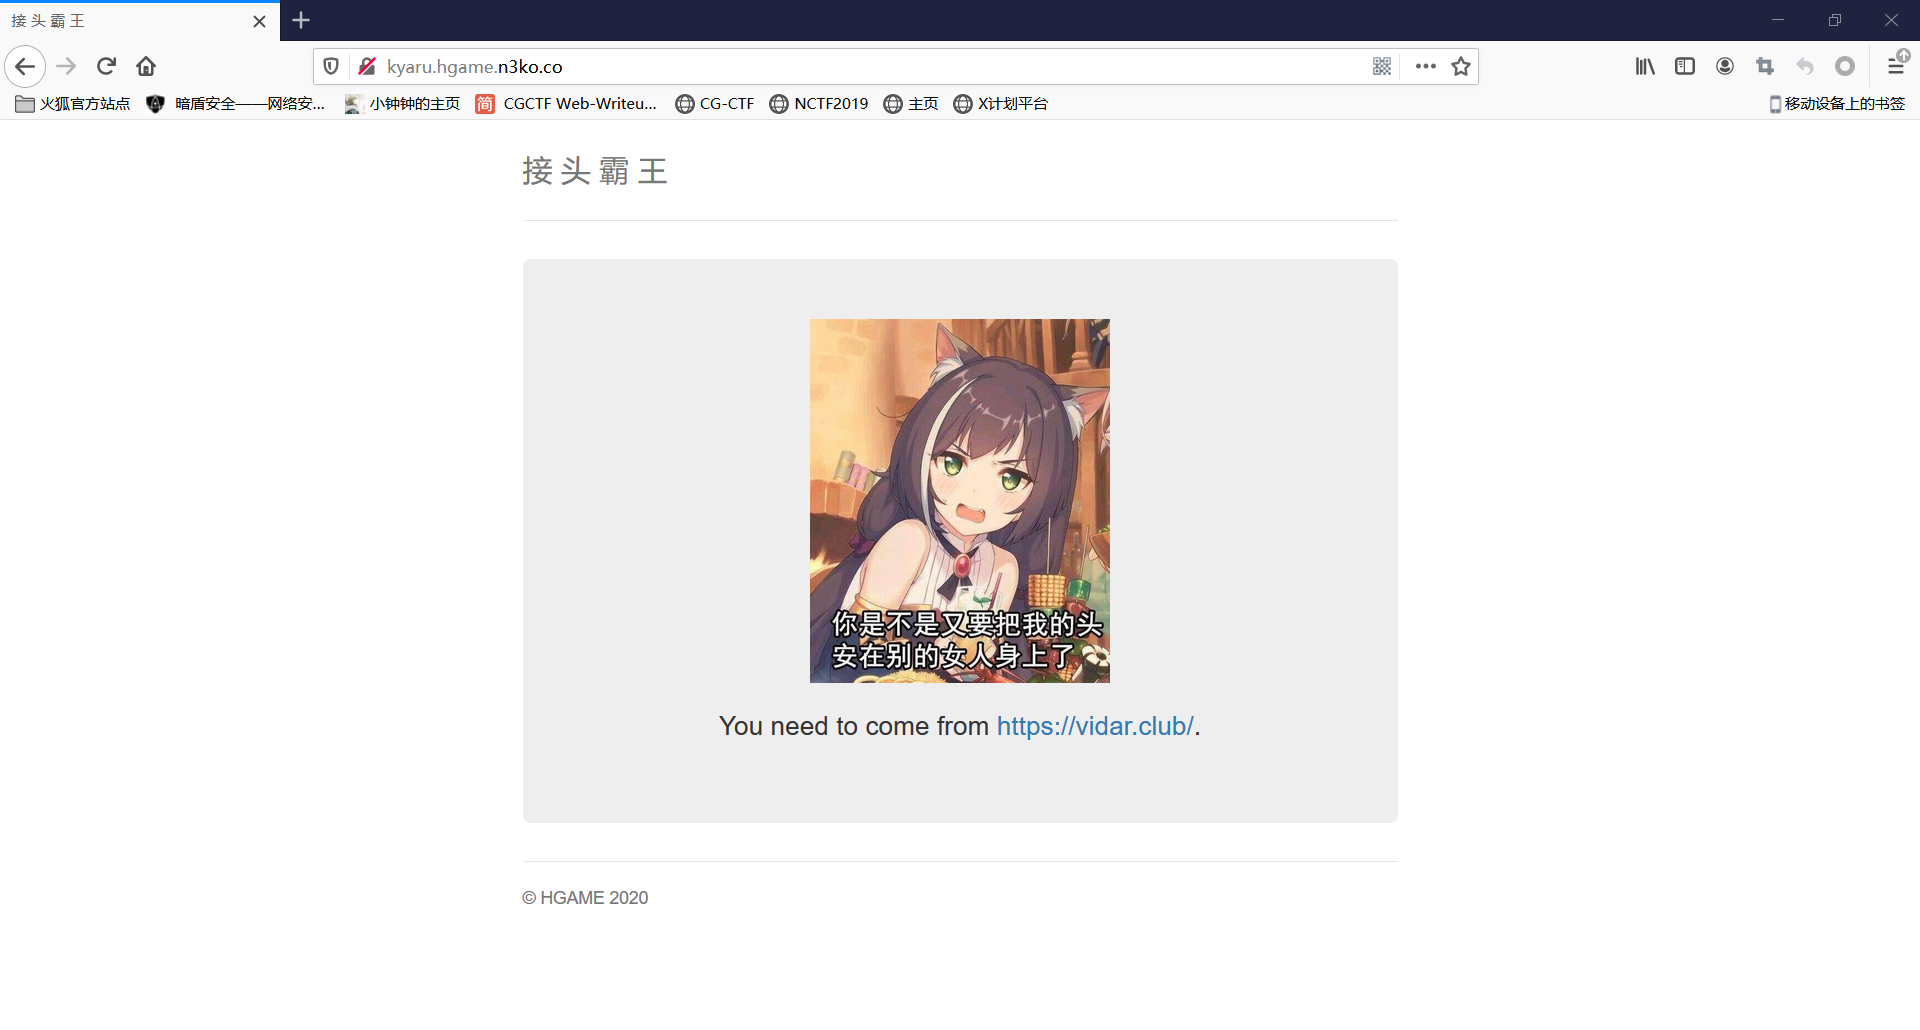 接 头 霸 王
kyaru.hgame.n3ko.co
火狐官方站点 暗盾安全——网络安... 小钟钟的主页 简 CGCTF Web-Writeu... CG-CTF NCTF2019 主页 X计划平台 移动设备上的书签
接 头 霸 王
你是不是又要把我的头
安在别的女人身上了
You need to come from https://vidar.club/.
© HGAME 2020